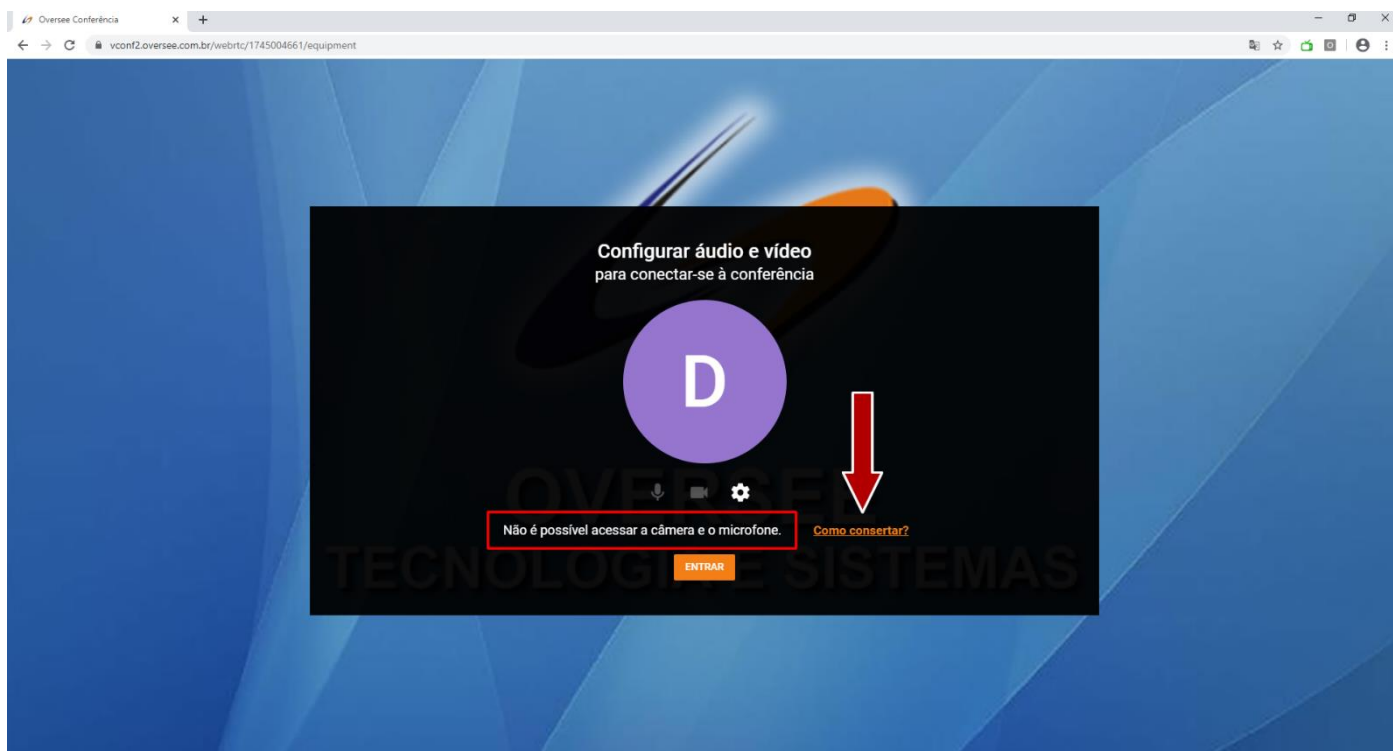 Oversee Conferência
vconf2.oversee.com.br/webrtc/1745004661/equipment
Configurar áudio e vídeo
para conectar-se à conferência
D
OVERSEE
Não é possível acessar a câmera e o microfone.
Como consertar?
ENTRAR
TECNOLOGIA E SISTEMAS